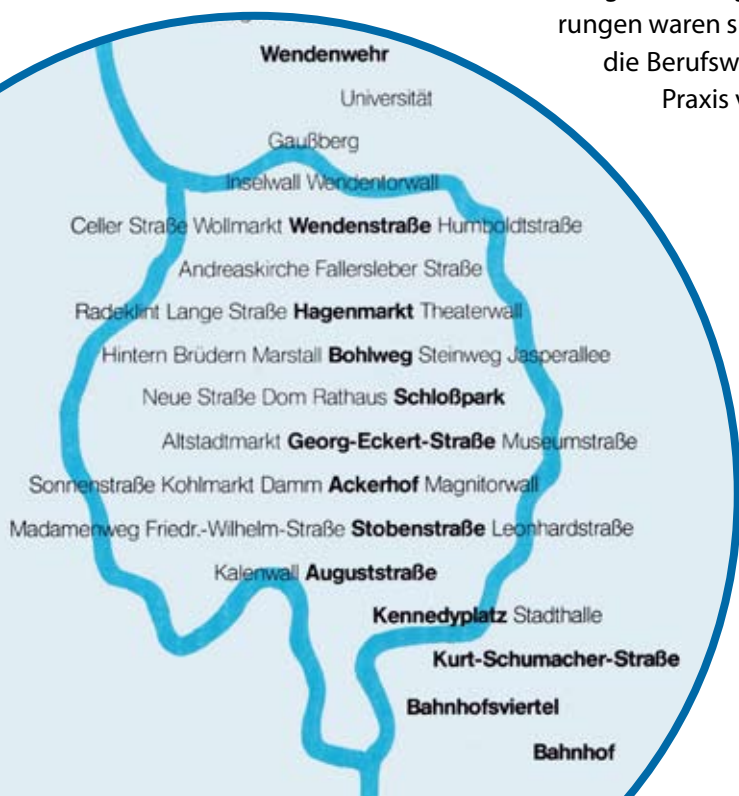 rungen waren s
die Berufsw
Praxis v
Wendenwehr
Universität
Gaußberg
Inselwall Wendentorwall
Celler Straße Wollmarkt Wendenstraße Humboldtstraße
Andreaskirche Fallersleber Straße
Radeklint Lange Straße Hagenmarkt Theaterwall
Hintern Brüdern Marstall Bohlweg Steinweg Jasperallee
Neue Straße Dom Rathaus Schloßpark
Altstadtmarkt Georg-Eckert-Straße Museumstraße
Sonnenstraße Kohlmarkt Damm Ackerhof Magnitorwall
Madamenweg Friedr.-Wilhelm-Straße Stobenstraße Leonhardstraße
Kalenwall Auguststraße
Kennedyplatz Stadthalle
Kurt-Schumacher-Straße
Bahnhofsviertel
Bahnhof